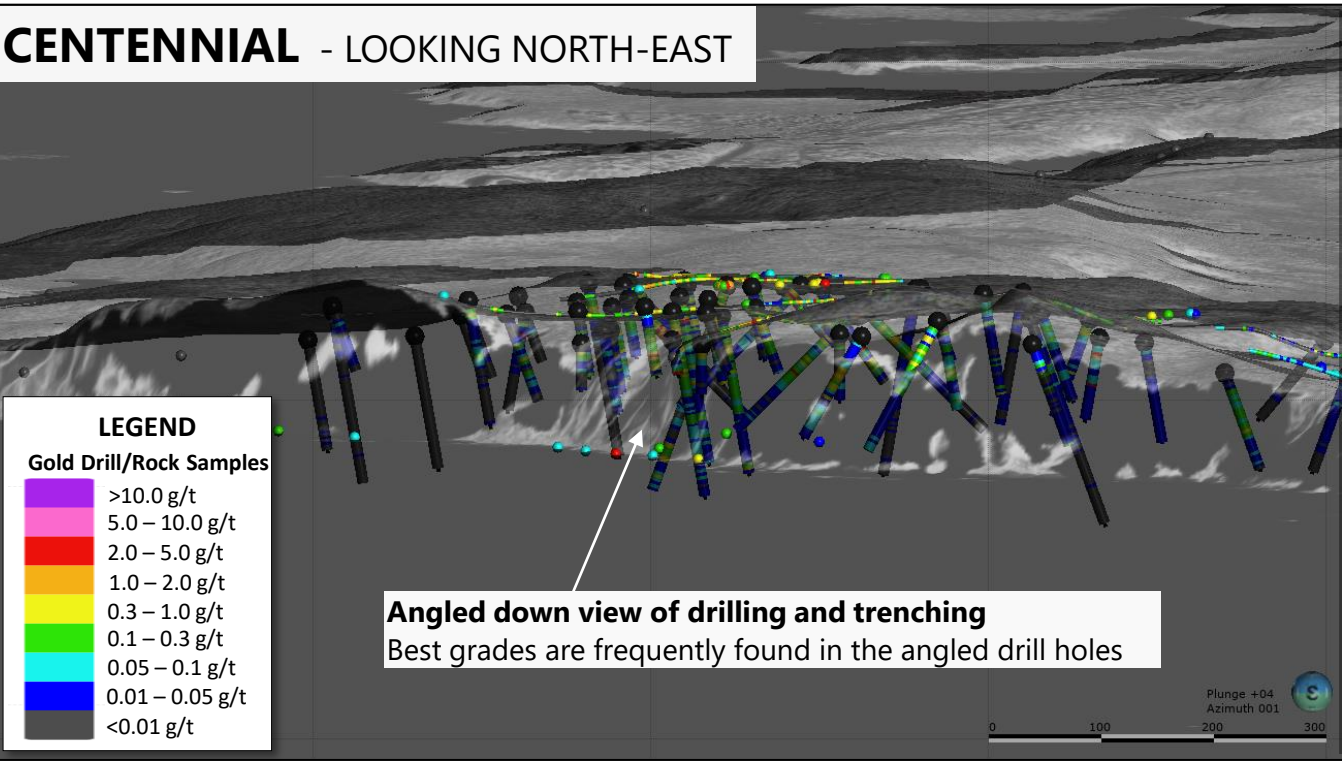 CENTENNIAL - LOOKING NORTH-EAST
LEGEND
Gold Drill/Rock Samples
>10.0 g/t
5.0 – 10.0 g/t
2.0 – 5.0 g/t
1.0 – 2.0 g/t
0.3 – 1.0 g/t
0.1 – 0.3 g/t
0.05 – 0.1 g/t
0.01 – 0.05 g/t
<0.01 g/t
Angled down view of drilling and trenching
Best grades are frequently found in the angled drill holes
Plunge +04
Azimuth 001
0 100 200 300